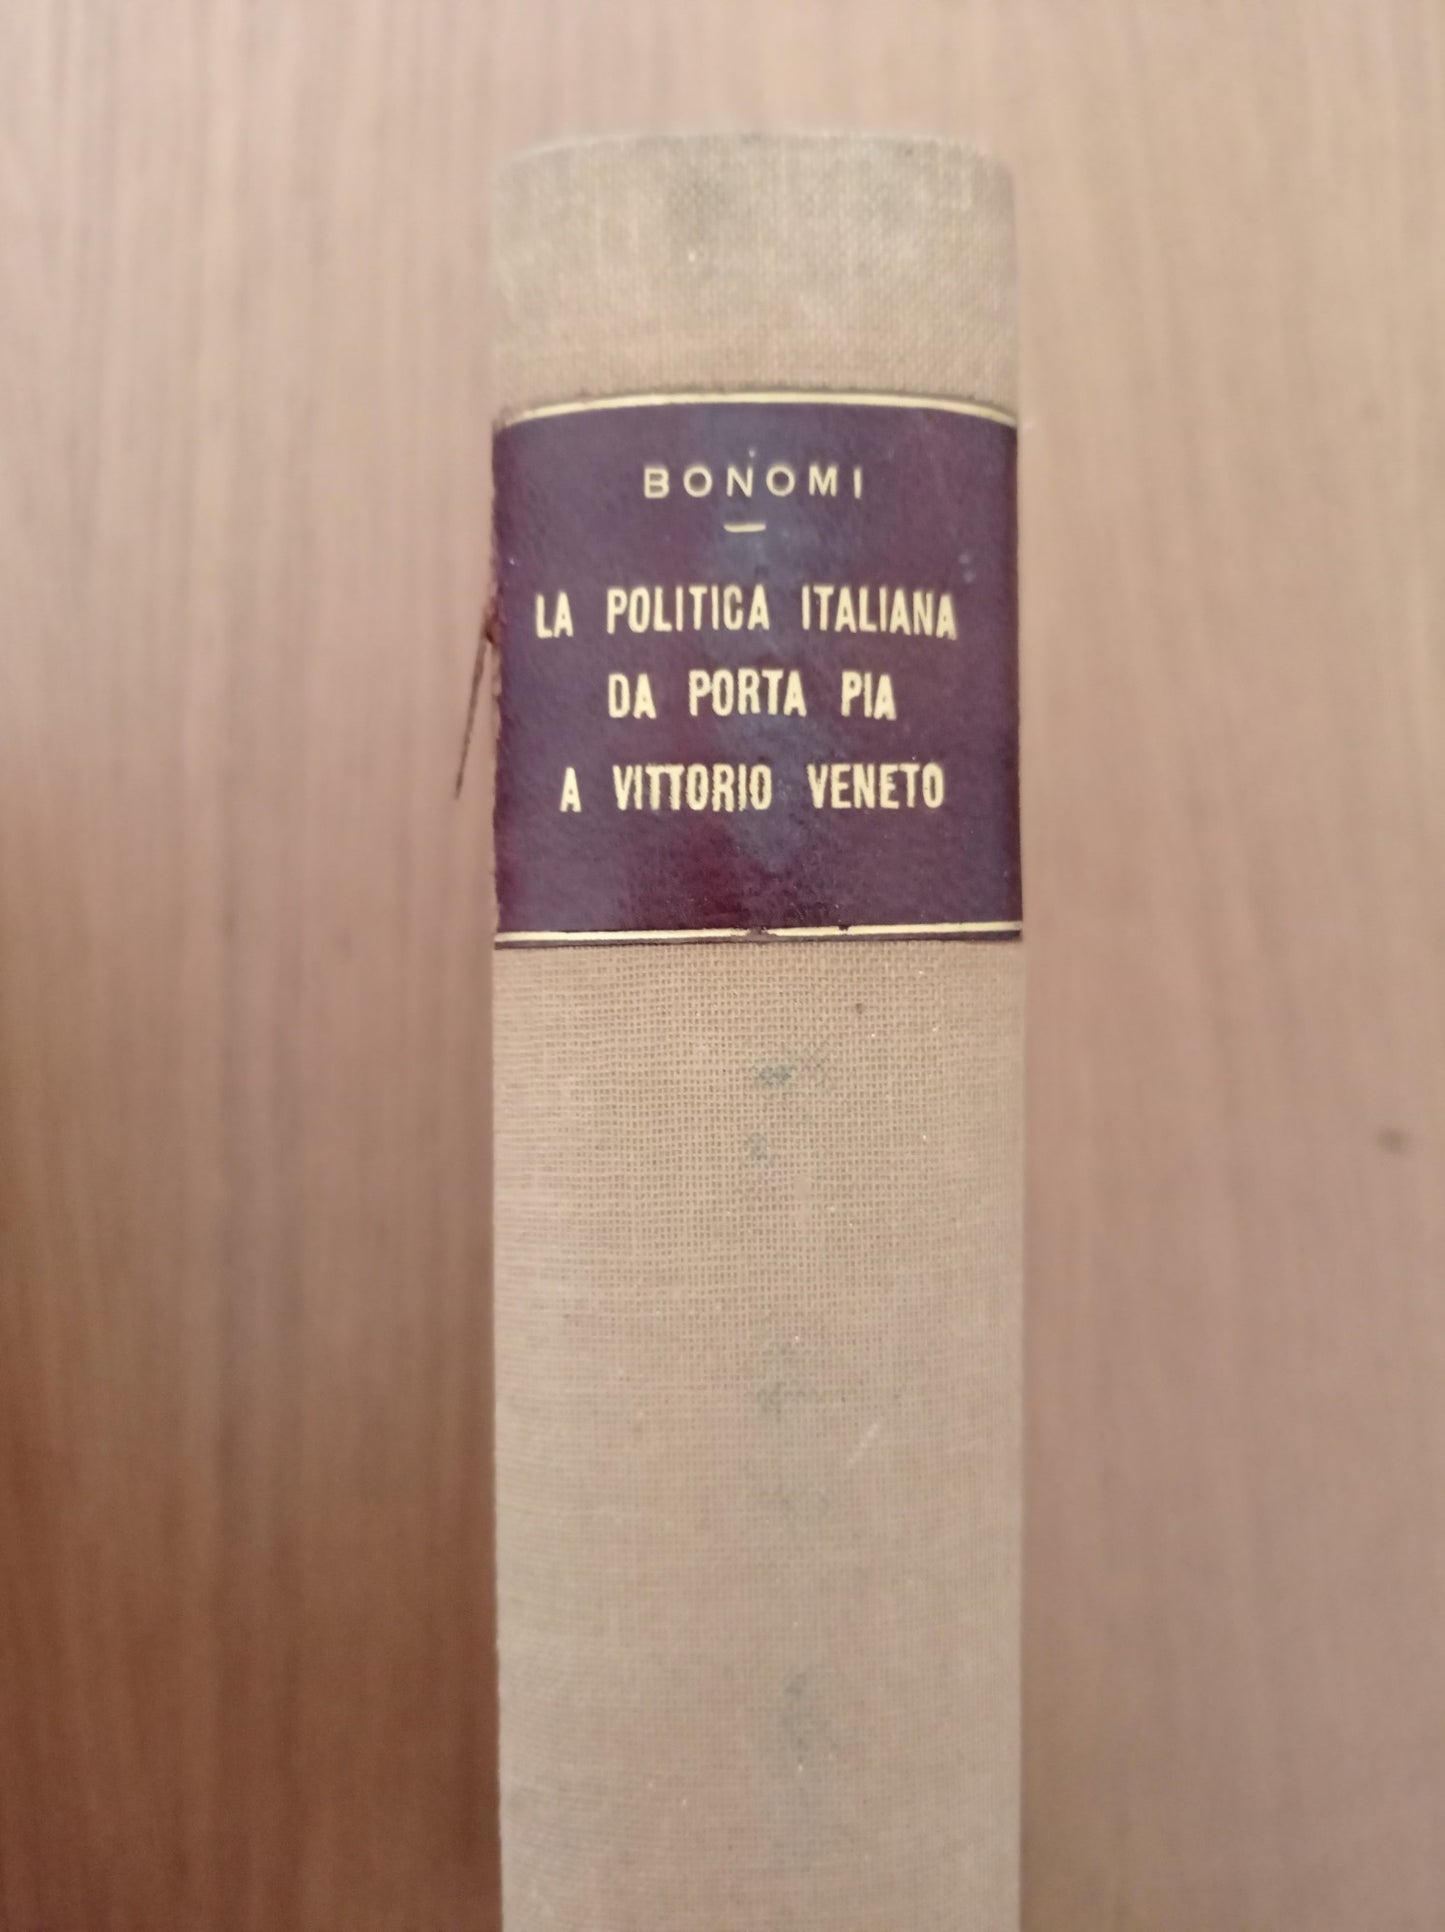 BONOMI
LA POLITICA ITALIANA
DA PORTA PIA
A VITTORIO VENETO